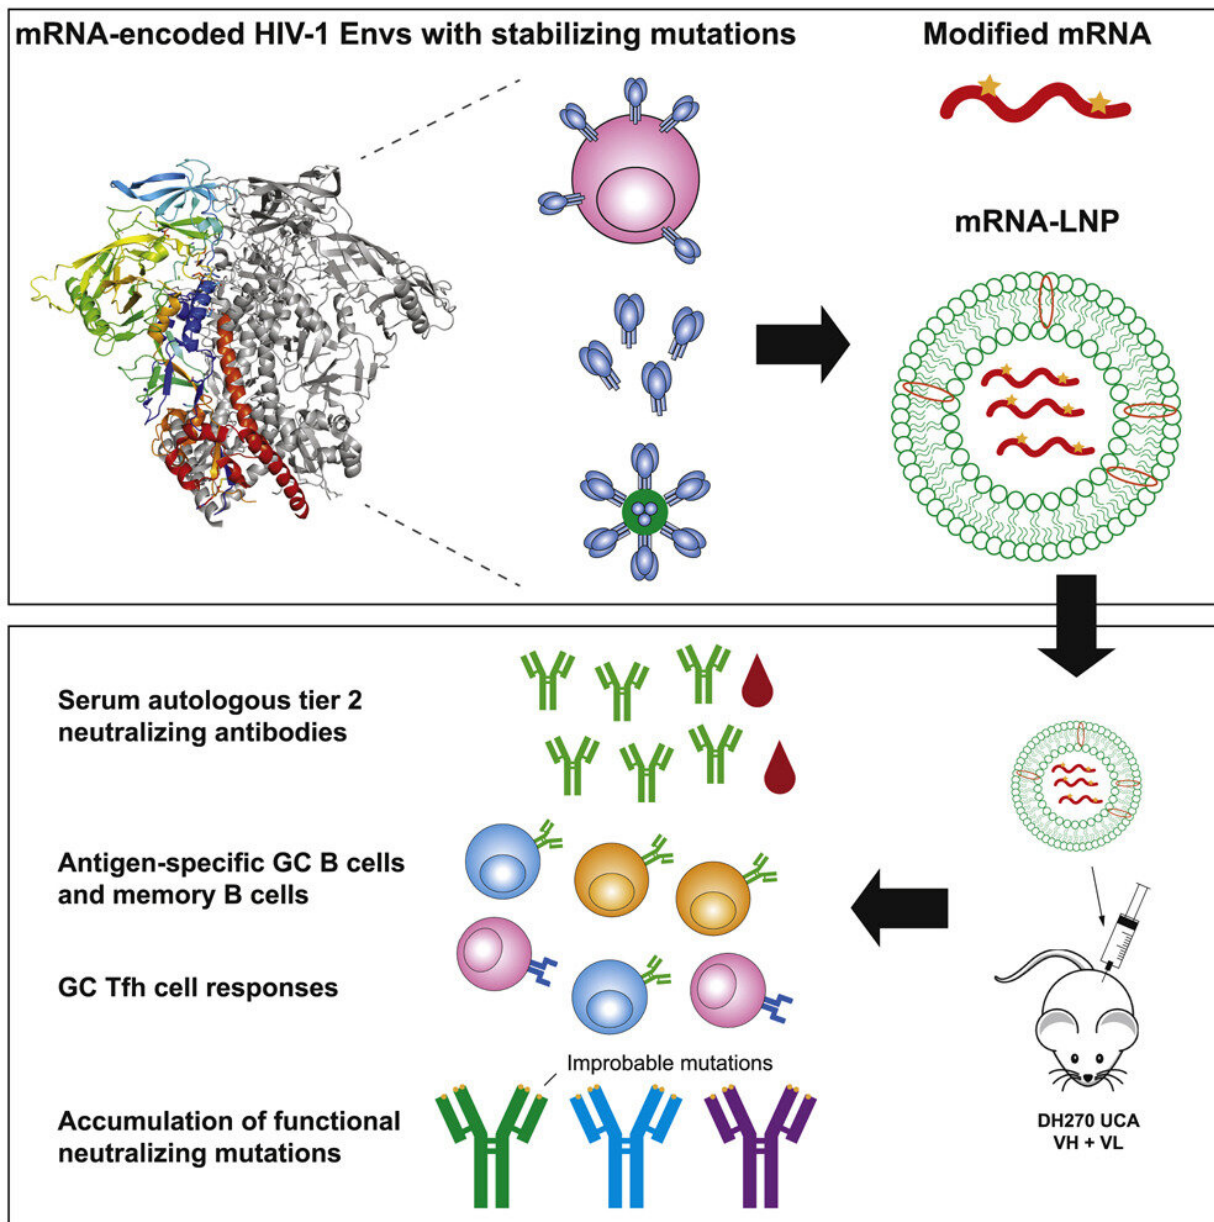 mRNA-encoded HIV-1 Envs with stabilizing mutations
Modified mRNA
mRNA-LNP
Serum autologous tier 2
neutralizing antibodies
Antigen-specific GC B cells
and memory B cells
GC Tfh cell responses
Improbable mutations
Accumulation of functional
neutralizing mutations
DH270 UCA
VH + VL